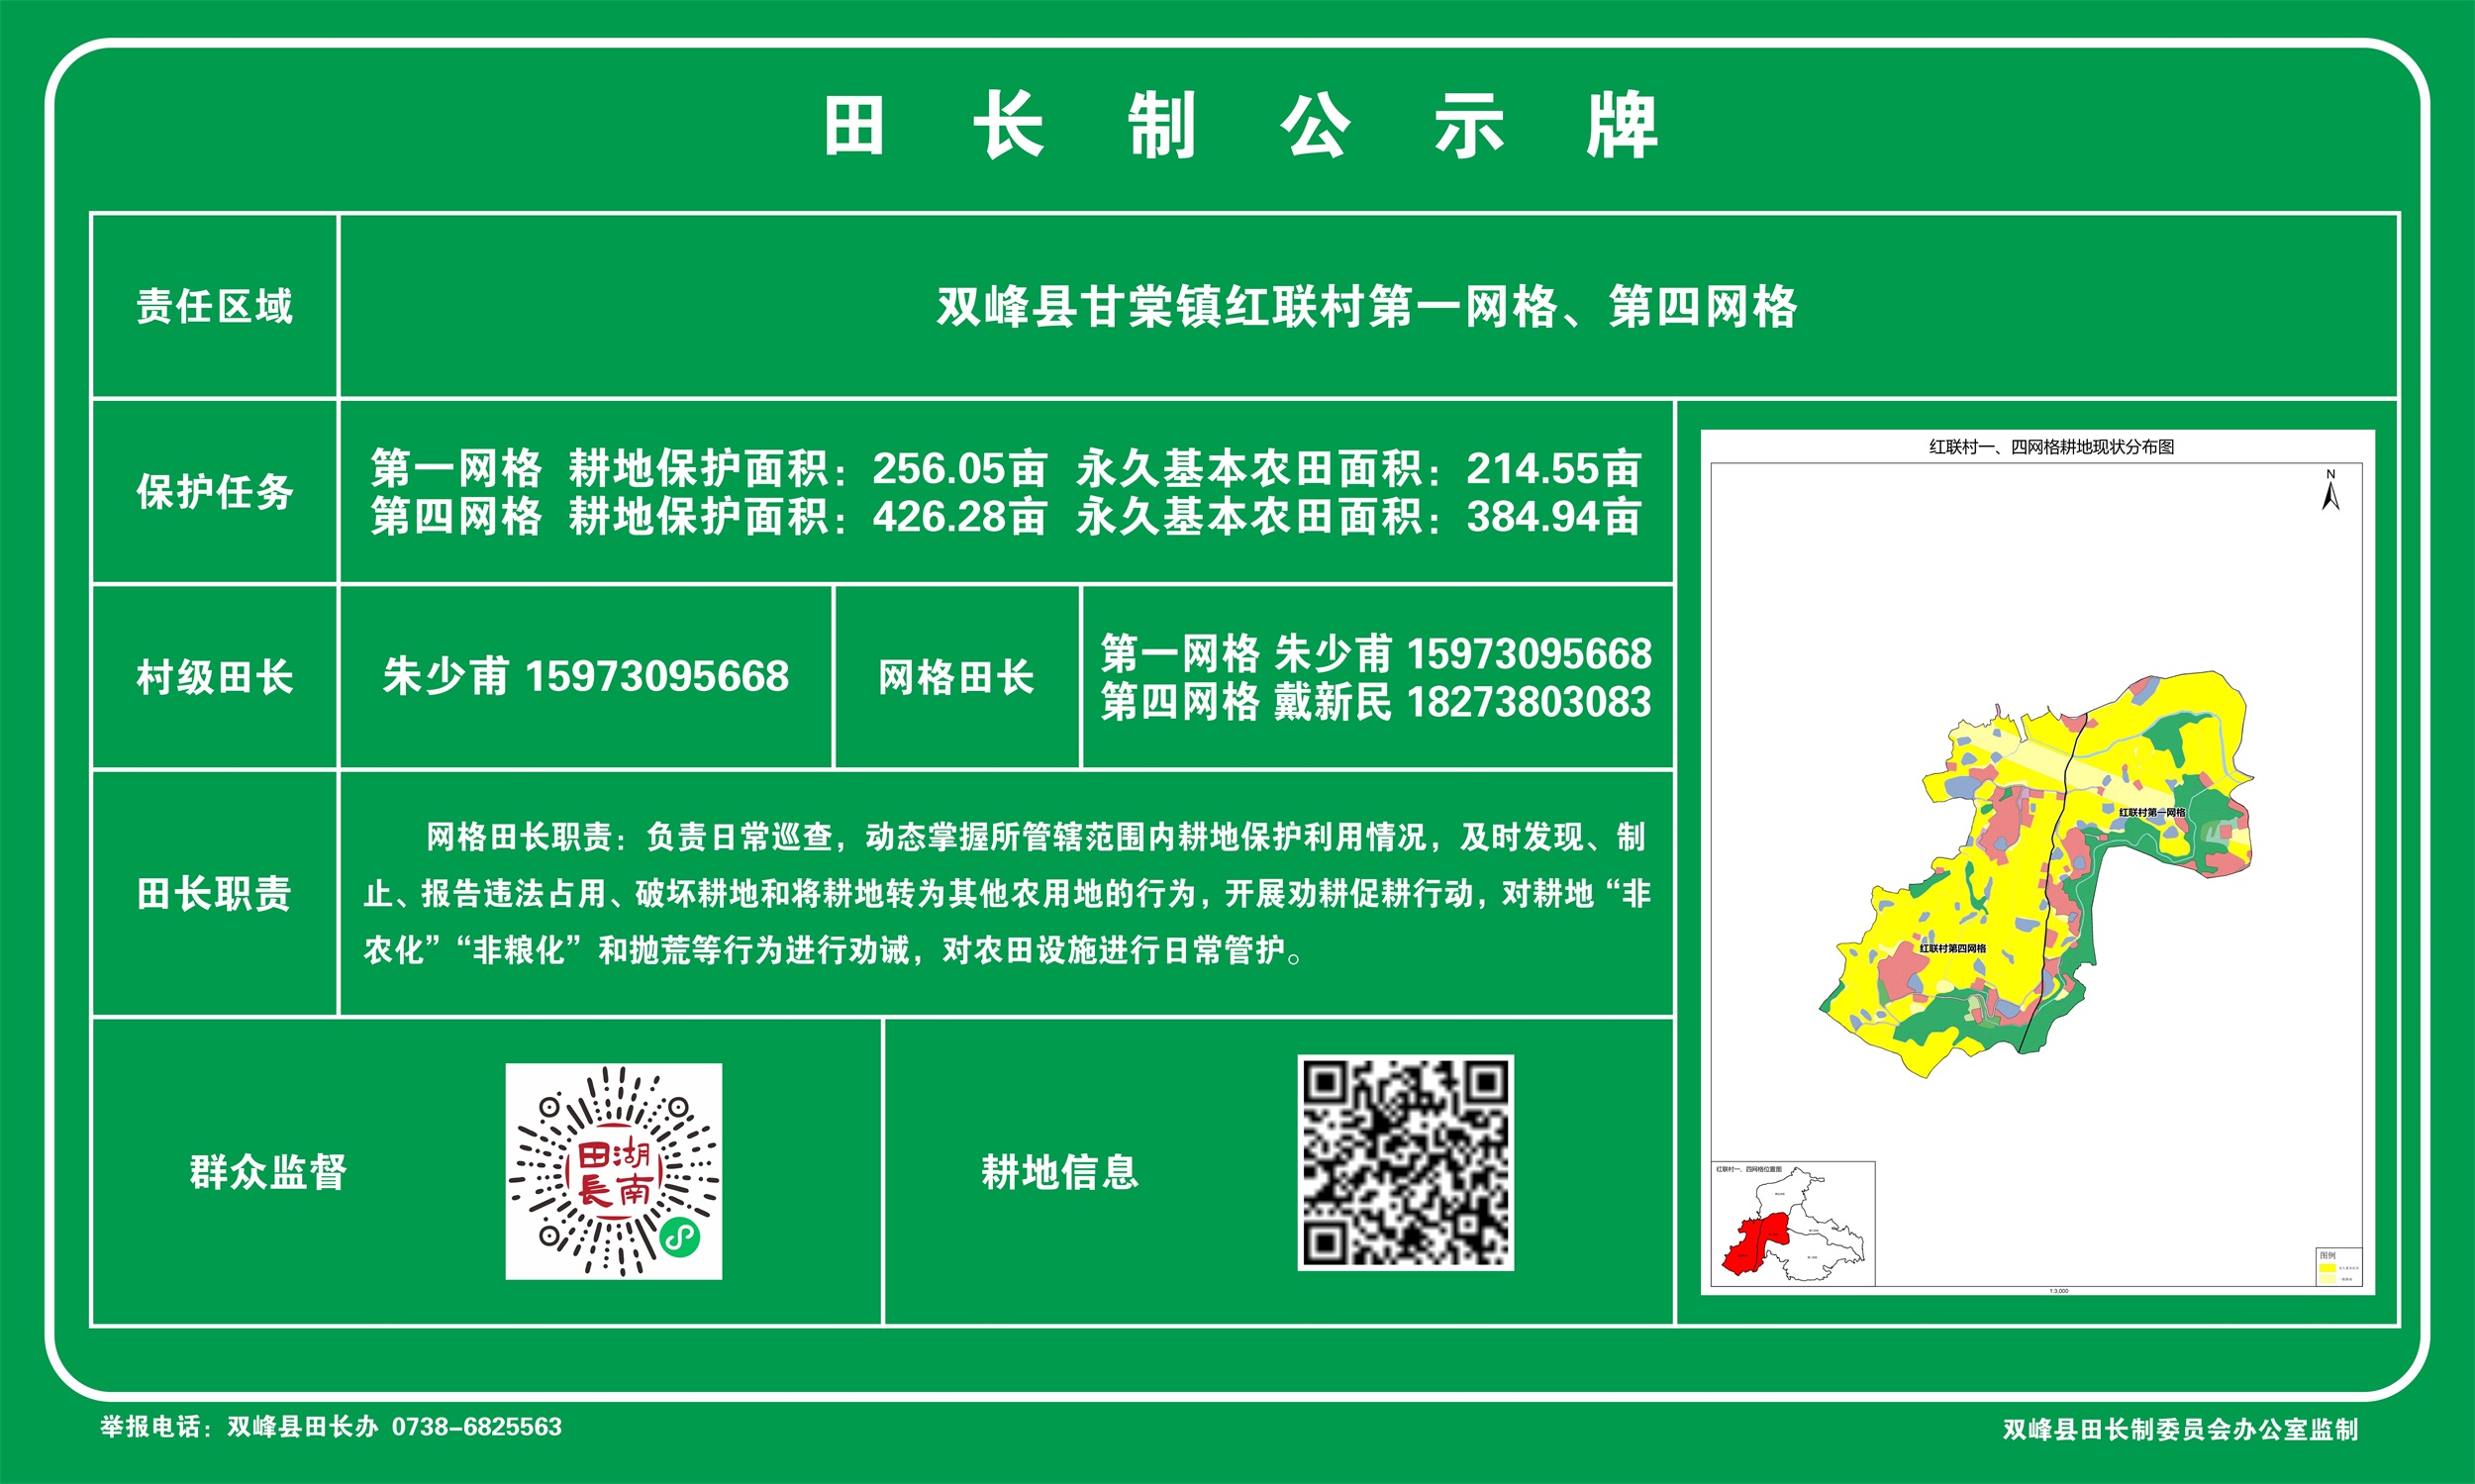 田长制公示牌
责任区域
双峰县甘棠镇红联村第一网格、第四网格
保护任务
第一网格 耕地保护面积：256.05亩 永久基本农田面积：214.55亩
第四网格 耕地保护面积：426.28亩 永久基本农田面积：384.94亩
村级田长
朱少甫 15973095668
网格田长
第一网格 朱少甫 15973095668
第四网格 戴新民 18273803083
田长职责
网格田长职责：负责日常巡查，动态掌握所管辖范围内耕地保护利用情况，及时发现、制
止、报告违法占用、破坏耕地和将耕地转为其他农用地的行为，开展劝耕促耕行动，对耕地“非
农化”“非粮化”和抛荒等行为进行劝诫，对农田设施进行日常管护。
群众监督
湖南
田長
耕地信息
红联村一、四网格耕地现状分布图
N
红联村第一网格
红联村第四网格
红联村一、四网格位置图
图例
1:3,000
举报电话：双峰县田长办 0738-6825563
双峰县田长制委员会办公室监制